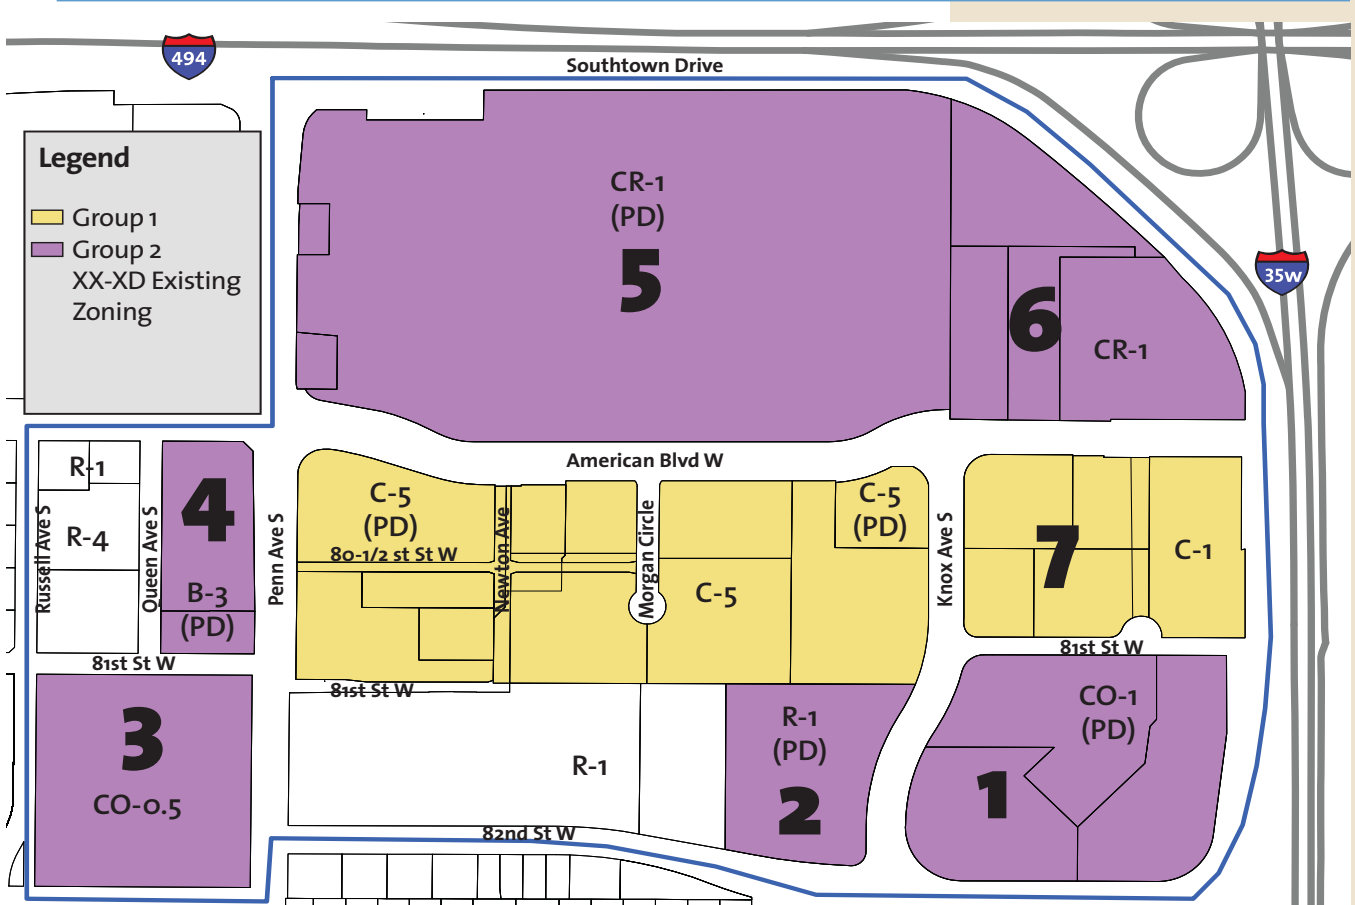 494
Southtown Drive
Legend
Group 1
Group 2
XX-XD Existing
Zoning
CR-1
(PD)
5
6
CR-1
35W
American Blvd W
R-1
R-4
Russell Ave S
Queen Ave S
4
B-3
(PD)
Penn Ave S
C-5
(PD)
80-1/2 st St W
Newton Ave
Morgan Circle
C-5
C-5
(PD)
Knox Ave S
7
C-1
81st St W
81st St W
81st St W
3
CO-0.5
R-1
R-1
(PD)
2
CO-1
(PD)
1
82nd St W